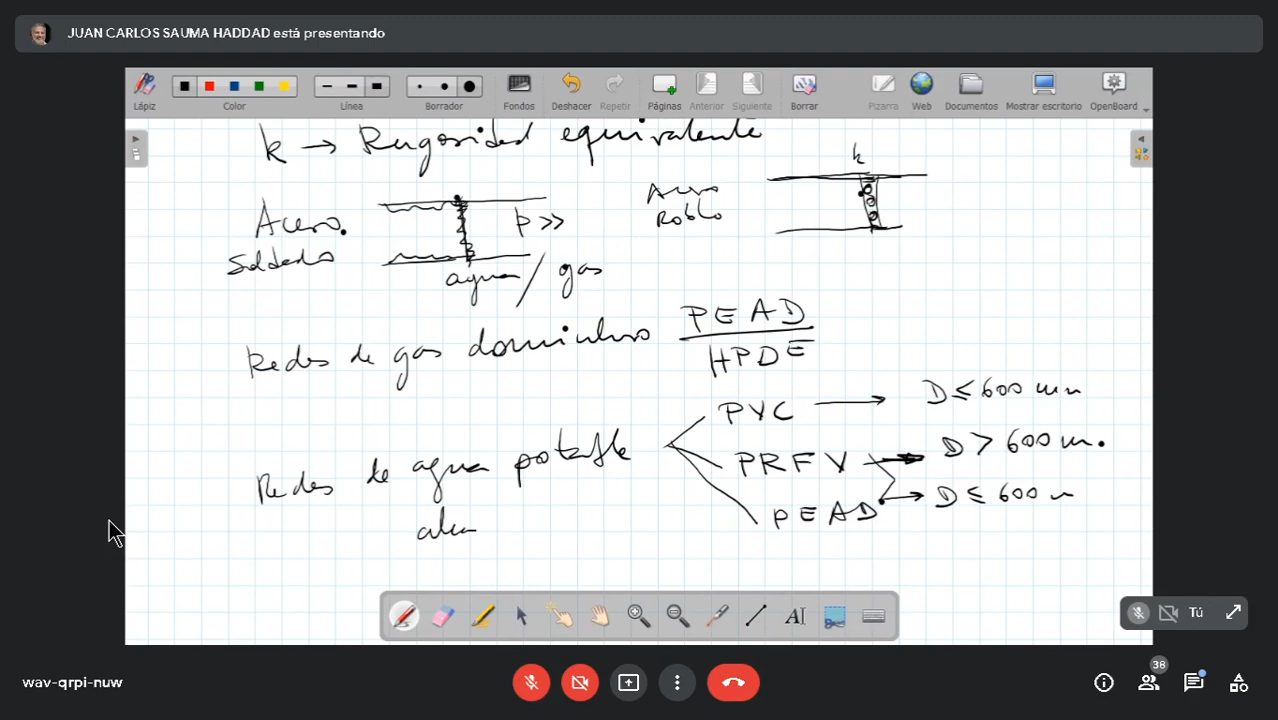 JUAN CARLOS SAUMA HADDAD está presentando
Lápiz Color Línea Borrador Fondos Deshacer Repetir Páginas Anterior Siguiente Borrar Pizarra Web Documentos Mostrar escritorio OpenBoard
k → Rugosidad equivalente
k
Acero.
Soldado
p >>
agua / gas
Acero
Roblo
Redes de gas domiciliario
PEAD
HPDE
Redes de agua potable
alca
PVC → D ≤ 600 mm
PRFV → D > 600 m.
PEAD → D ≤ 600 m
Tú
wav-qrpi-nuw
38